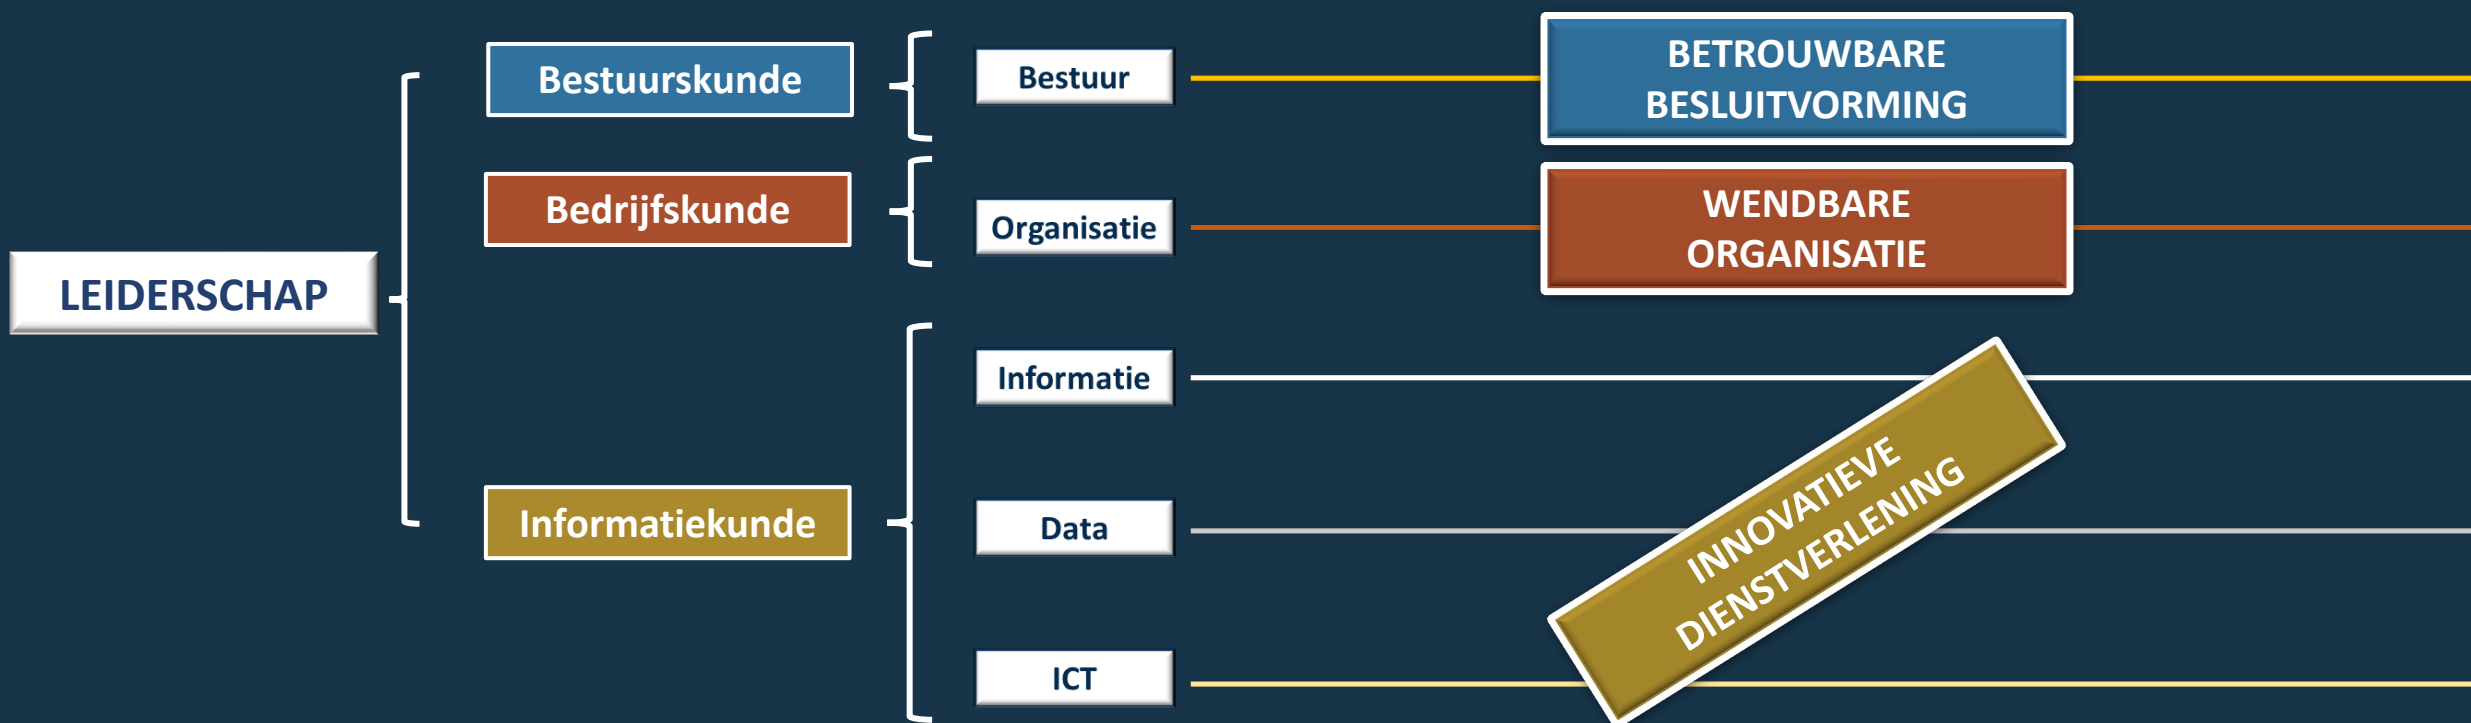 LEIDERSCHAP
Bestuurskunde
Bedrijfskunde
Informatiekunde
Bestuur
Organisatie
Informatie
Data
ICT
BETROUWBARE
BESLUITVORMING
WENDBARE
ORGANISATIE
INNOVATIEVE
DIENSTVERLENING